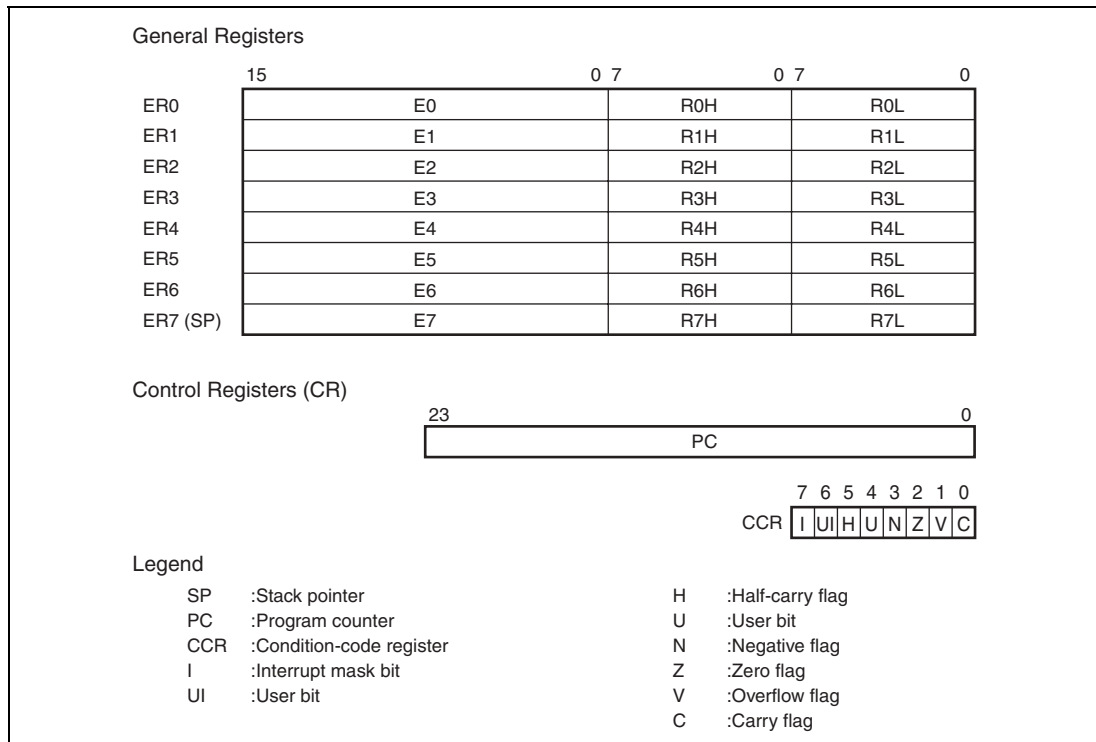 General Registers
15 0 7 0 7 0
ER0 E0 R0H R0L
ER1 E1 R1H R1L
ER2 E2 R2H R2L
ER3 E3 R3H R3L
ER4 E4 R4H R4L
ER5 E5 R5H R5L
ER6 E6 R6H R6L
ER7 (SP) E7 R7H R7L
Control Registers (CR)
23 0
PC
7 6 5 4 3 2 1 0
CCR I UI H U N Z V C
Legend
SP :Stack pointer
PC :Program counter
CCR :Condition-code register
I :Interrupt mask bit
UI :User bit
H :Half-carry flag
U :User bit
N :Negative flag
Z :Zero flag
V :Overflow flag
C :Carry flag